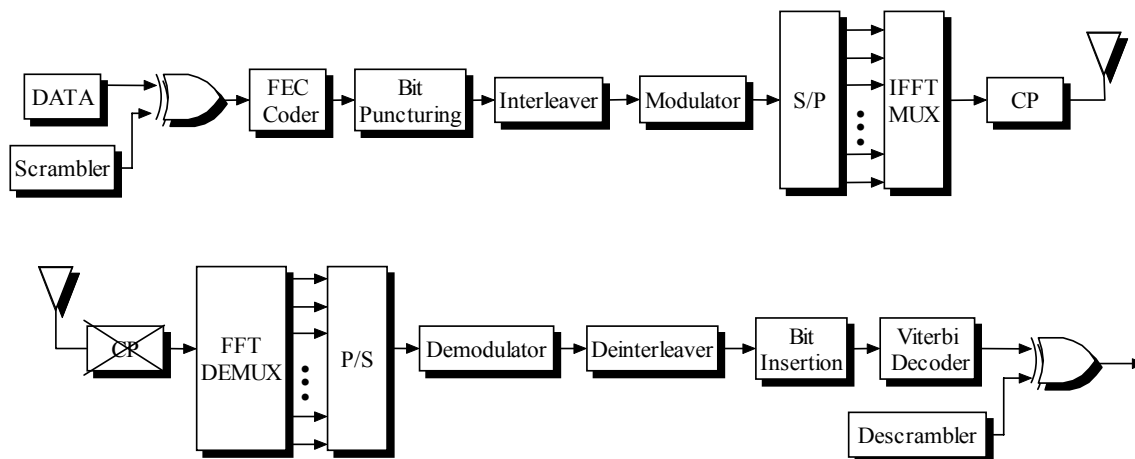 DATA
Scrambler
FEC
Coder
Bit
Puncturing
Interleaver
Modulator
S/P
IFFT
MUX
CP
CP
FFT
DEMUX
P/S
Demodulator
Deinterleaver
Bit
Insertion
Viterbi
Decoder
Descrambler